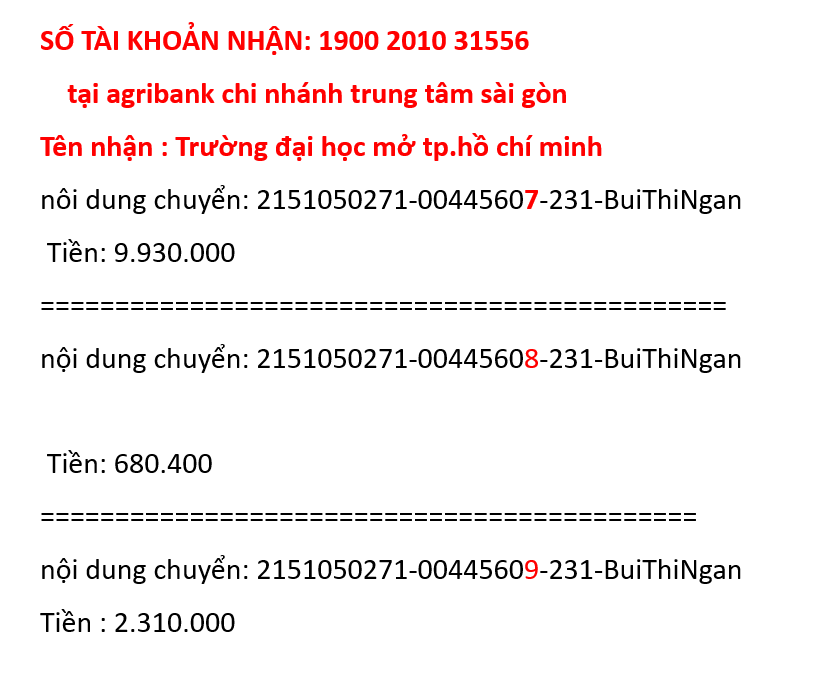 SỐ TÀI KHOẢN NHẬN: 1900 2010 31556
tại agribank chi nhánh trung tâm sài gòn
Tên nhận : Trường đại học mở tp.hồ chí minh
nôi dung chuyển: 2151050271-00445607-231-BuiThiNgan
Tiền: 9.930.000
==============================================
nội dung chuyển: 2151050271-00445608-231-BuiThiNgan
Tiền: 680.400
============================================
nội dung chuyển: 2151050271-00445609-231-BuiThiNgan
Tiền : 2.310.000